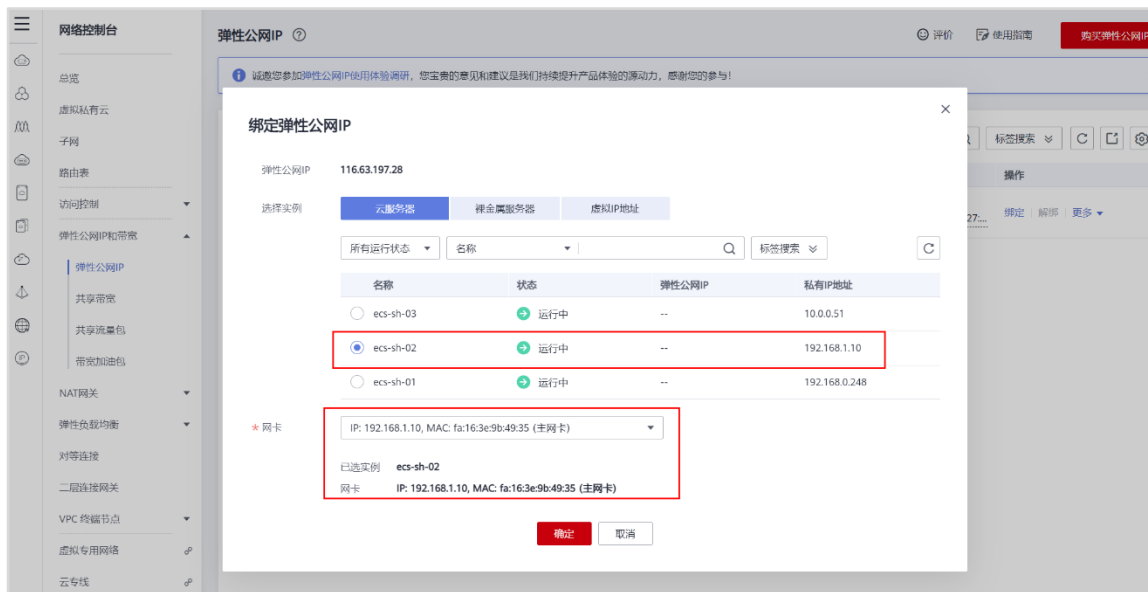 网络控制台
弹性公网IP
评价 使用指南 购买弹性公网IP
诚邀您参加弹性公网IP使用体验调研，您宝贵的意见和建议是我们持续提升产品体验的源动力，感谢您的参与！
总览
虚拟私有云
子网
路由表
访问控制
弹性公网IP和带宽
弹性公网IP
共享带宽
共享流量包
带宽加油包
NAT网关
弹性负载均衡
对等连接
二层连接网关
VPC 终端节点
虚拟专用网络
云专线
标签搜索
操作
27:... 绑定 解绑 更多
绑定弹性公网IP
弹性公网IP 116.63.197.28
选择实例 云服务器 裸金属服务器 虚拟IP地址
所有运行状态 名称 标签搜索
名称 状态 弹性公网IP 私有IP地址
ecs-sh-03 运行中 -- 10.0.0.51
ecs-sh-02 运行中 -- 192.168.1.10
ecs-sh-01 运行中 -- 192.168.0.248
* 网卡 IP: 192.168.1.10, MAC: fa:16:3e:9b:49:35 (主网卡)
已选实例 ecs-sh-02
网卡 IP: 192.168.1.10, MAC: fa:16:3e:9b:49:35 (主网卡)
确定 取消